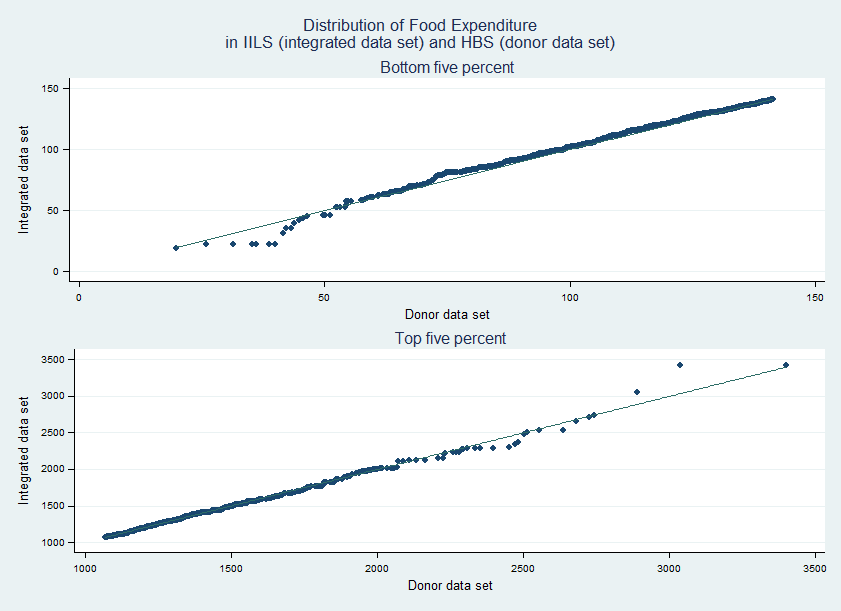 Distribution of Food Expenditure
in IILS (integrated data set) and HBS (donor data set)
Bottom five percent
Integrated data set
150
100
50
0
0 50 100 150
Donor data set
Top five percent
Integrated data set
3500
3000
2500
2000
1500
1000
1000 1500 2000 2500 3000 3500
Donor data set